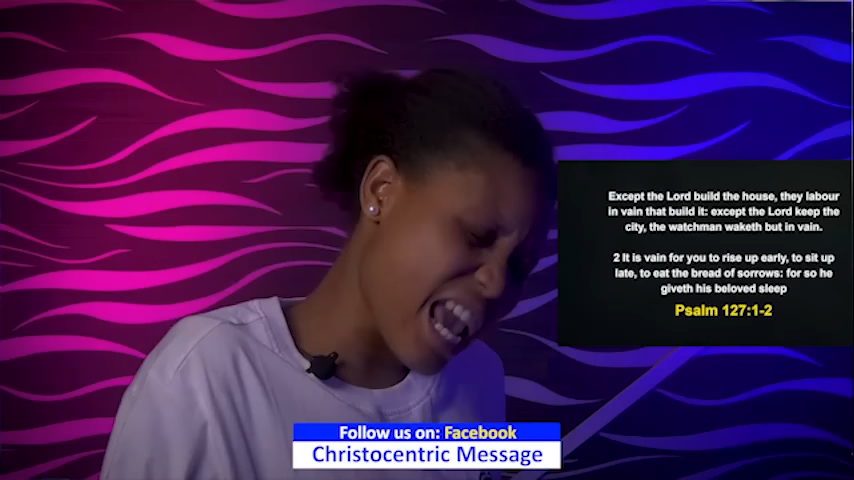 Except the Lord build the house, they labour
in vain that build it: except the Lord keep the
city, the watchman waketh but in vain.
2 It is vain for you to rise up early, to sit up
late, to eat the bread of sorrows: for so he
giveth his beloved sleep
Psalm 127:1-2
Follow us on: Facebook
Christocentric Message